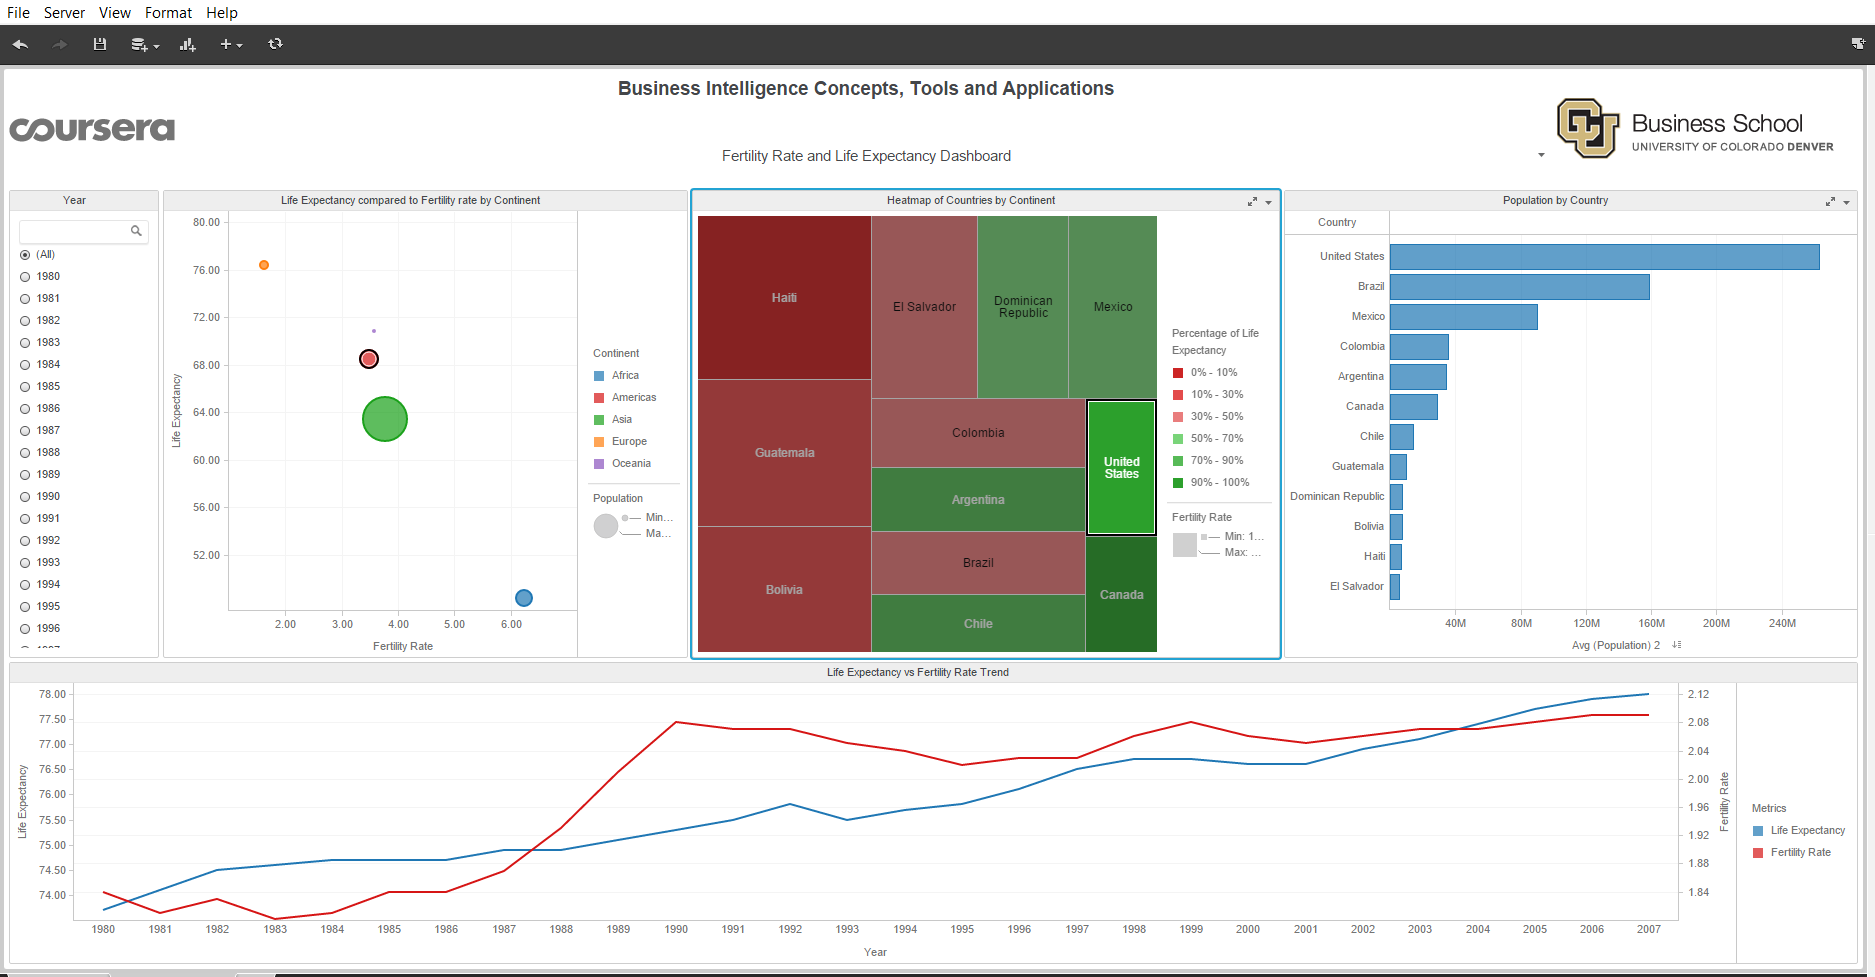 File Server View Format Help
Business Intelligence Concepts, Tools and Applications
coursera
Fertility Rate and Life Expectancy Dashboard
CU
Business School
UNIVERSITY OF COLORADO DENVER
Year
(All)
1980
1981
1982
1983
1984
1985
1986
1987
1988
1989
1990
1991
1992
1993
1994
1995
1996
Life Expectancy compared to Fertility rate by Continent
80.00
76.00
72.00
68.00
64.00
60.00
56.00
52.00
Life Expectancy
2.00 3.00 4.00 5.00 6.00
Fertility Rate
Continent
Africa
Americas
Asia
Europe
Oceania
Population
Min...
Ma...
Heatmap of Countries by Continent
Haiti
El Salvador
Dominican
Republic
Mexico
Guatemala
Colombia
United
States
Argentina
Bolivia
Brazil
Canada
Chile
Percentage of Life
Expectancy
0% - 10%
10% - 30%
30% - 50%
50% - 70%
70% - 90%
90% - 100%
Fertility Rate
Min: 1...
Max: ...
Population by Country
Country
United States
Brazil
Mexico
Colombia
Argentina
Canada
Chile
Guatemala
Dominican Republic
Bolivia
Haiti
El Salvador
40M 80M 120M 160M 200M 240M
Avg (Population) 2
Life Expectancy vs Fertility Rate Trend
78.00
77.50
77.00
76.50
76.00
75.50
75.00
74.50
74.00
Life Expectancy
2.12
2.08
2.04
2.00
1.96
1.92
1.88
1.84
Fertility Rate
1980 1981 1982 1983 1984 1985 1986 1987 1988 1989 1990 1991 1992 1993 1994 1995 1996 1997 1998 1999 2000 2001 2002 2003 2004 2005 2006 2007
Year
Metrics
Life Expectancy
Fertility Rate